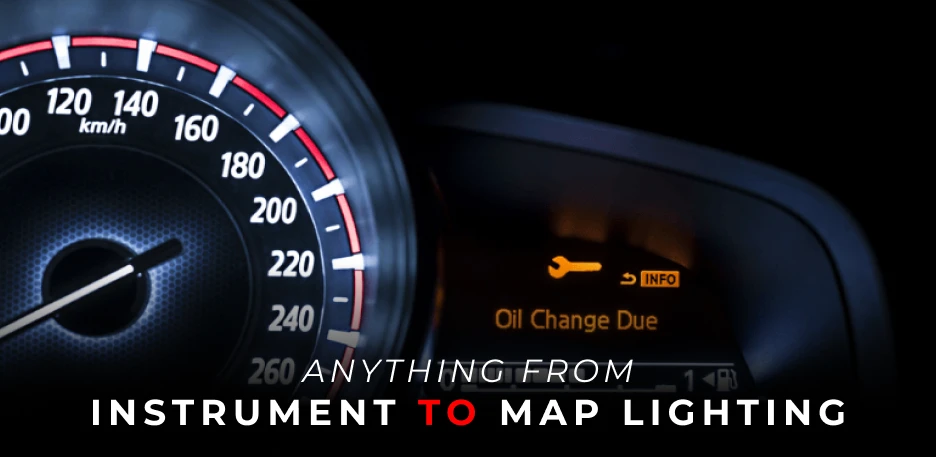 120 140
km/h
160
180
200
220
240
260
INFO
Oil Change Due
1
ANYTHING FROM
INSTRUMENT TO MAP LIGHTING